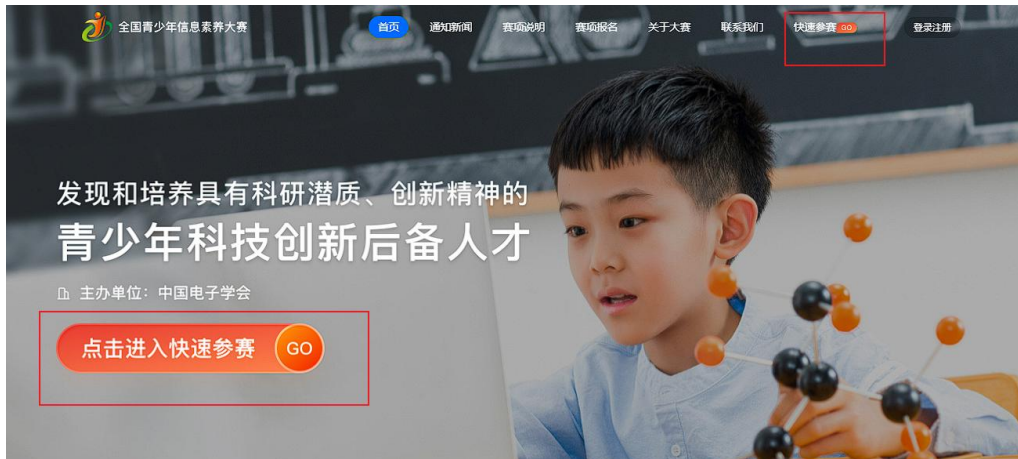 全国青少年信息素养大赛
首页 通知新闻 赛项说明 赛项报名 关于大赛 联系我们 快速参赛 GO 登录注册
发现和培养具有科研潜质、创新精神的
青少年科技创新后备人才
主办单位：中国电子学会
点击进入快速参赛 GO